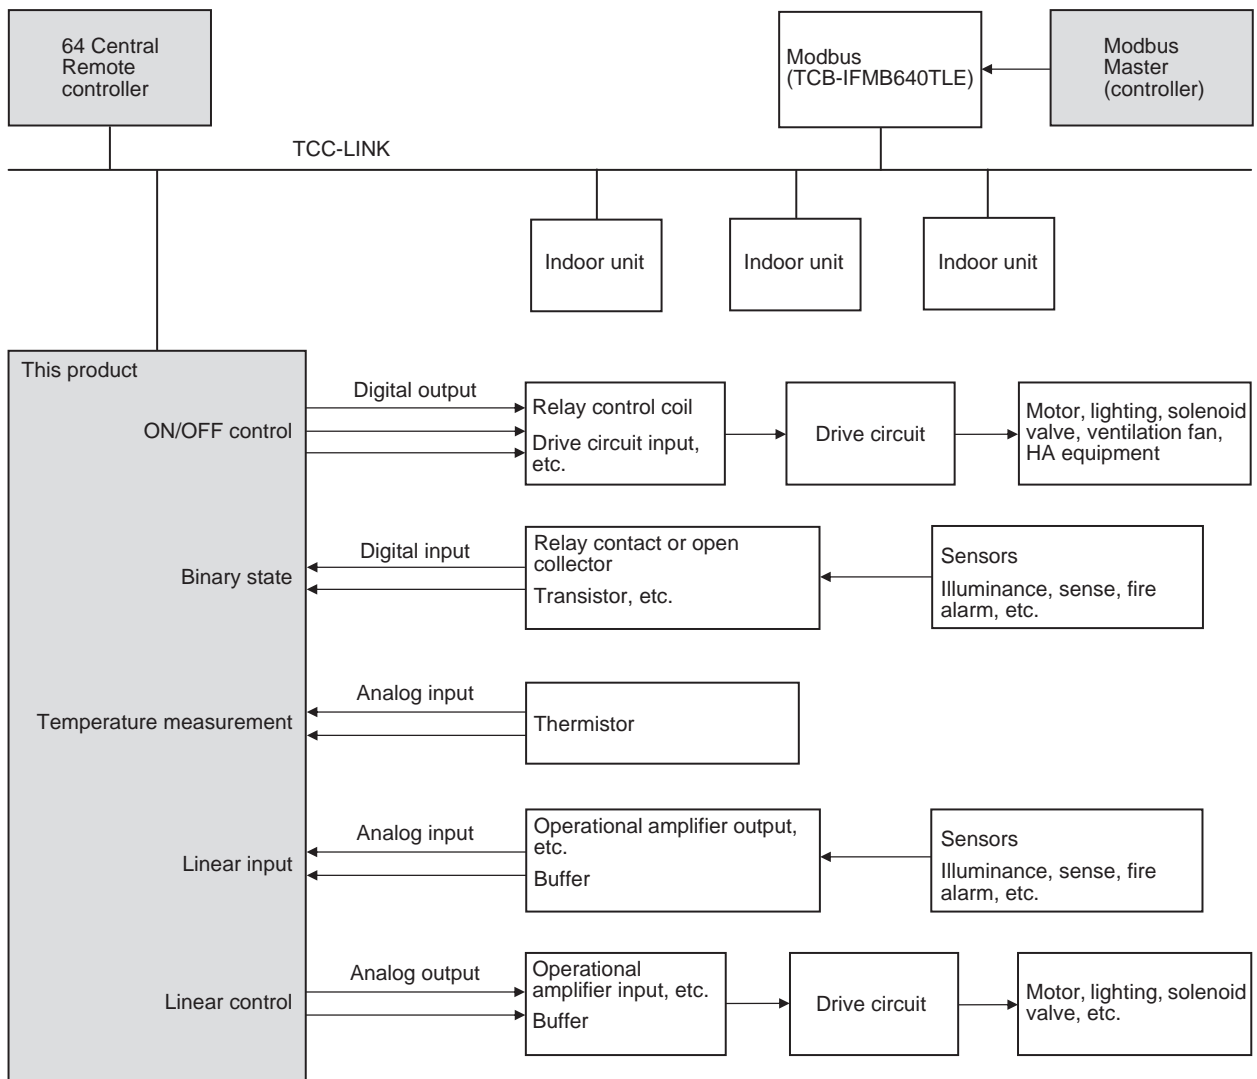 64 Central
Remote
controller
Modbus
(TCB-IFMB640TLE)
Modbus
Master
(controller)
TCC-LINK
Indoor unit
Indoor unit
Indoor unit
This product
ON/OFF control
Digital output
Relay control coil
Drive circuit input,
etc.
Drive circuit
Motor, lighting, solenoid
valve, ventilation fan,
HA equipment
Binary state
Digital input
Relay contact or open
collector
Transistor, etc.
Sensors
Illuminance, sense, fire
alarm, etc.
Temperature measurement
Analog input
Thermistor
Linear input
Analog input
Operational amplifier output,
etc.
Buffer
Sensors
Illuminance, sense, fire
alarm, etc.
Linear control
Analog output
Operational
amplifier input, etc.
Buffer
Drive circuit
Motor, lighting, solenoid
valve, etc.